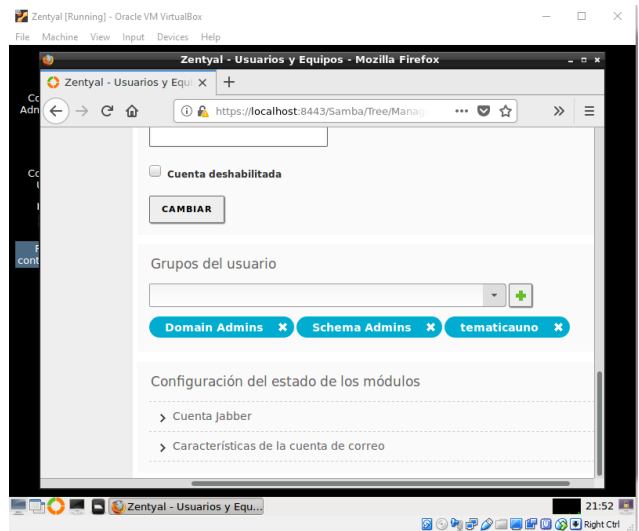 Zentyal [Running] - Oracle VM VirtualBox
File Machine View Input Devices Help
Zentyal - Usuarios y Equipos - Mozilla Firefox
Zentyal - Usuarios y Equi
https://localhost:8443/Samba/Tree/Manag
Cuenta deshabilitada
CAMBIAR
Grupos del usuario
Domain Admins
Schema Admins
tematicauno
Configuración del estado de los módulos
Cuenta Jabber
Características de la cuenta de correo
Zentyal - Usuarios y Equ...
21:52
Right Ctrl